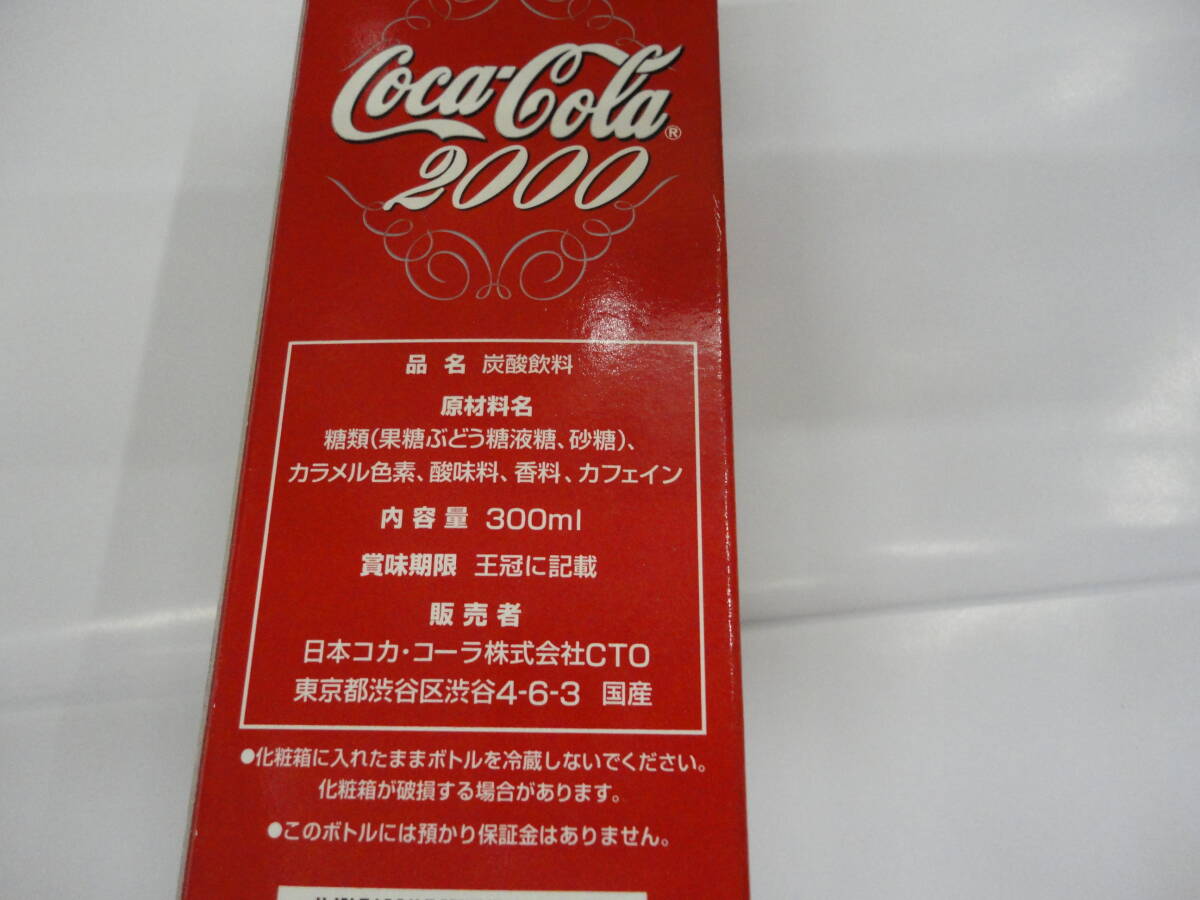 Coca-Cola®
2000
品名 炭酸飲料
原材料名
糖類(果糖ぶどう糖液糖、砂糖)、
カラメル色素、酸味料、香料、カフェイン
内容量 300ml
賞味期限 王冠に記載
販売者
日本コカ・コーラ株式会社CTO
東京都渋谷区渋谷4-6-3 国産
●化粧箱に入れたままボトルを冷蔵しないでください。
化粧箱が破損する場合があります。
●このボトルには預かり保証金はありません。